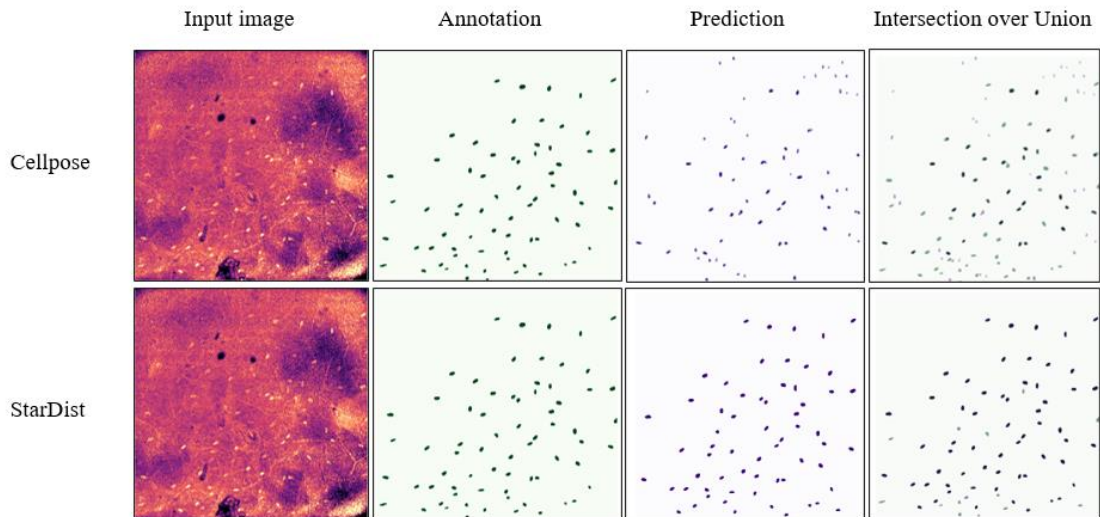 Input image
Annotation
Prediction
Intersection over Union
Cellpose
StarDist